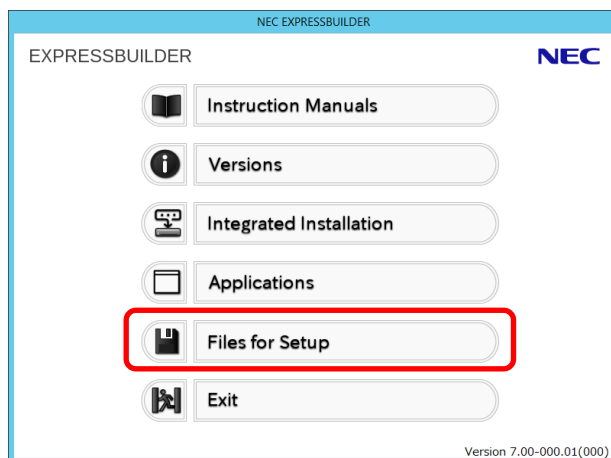 NEC EXPRESSBUILDER
EXPRESSBUILDER
NEC
Instruction Manuals
Versions
Integrated Installation
Applications
Files for Setup
Exit
Version 7.00-000.01(000)